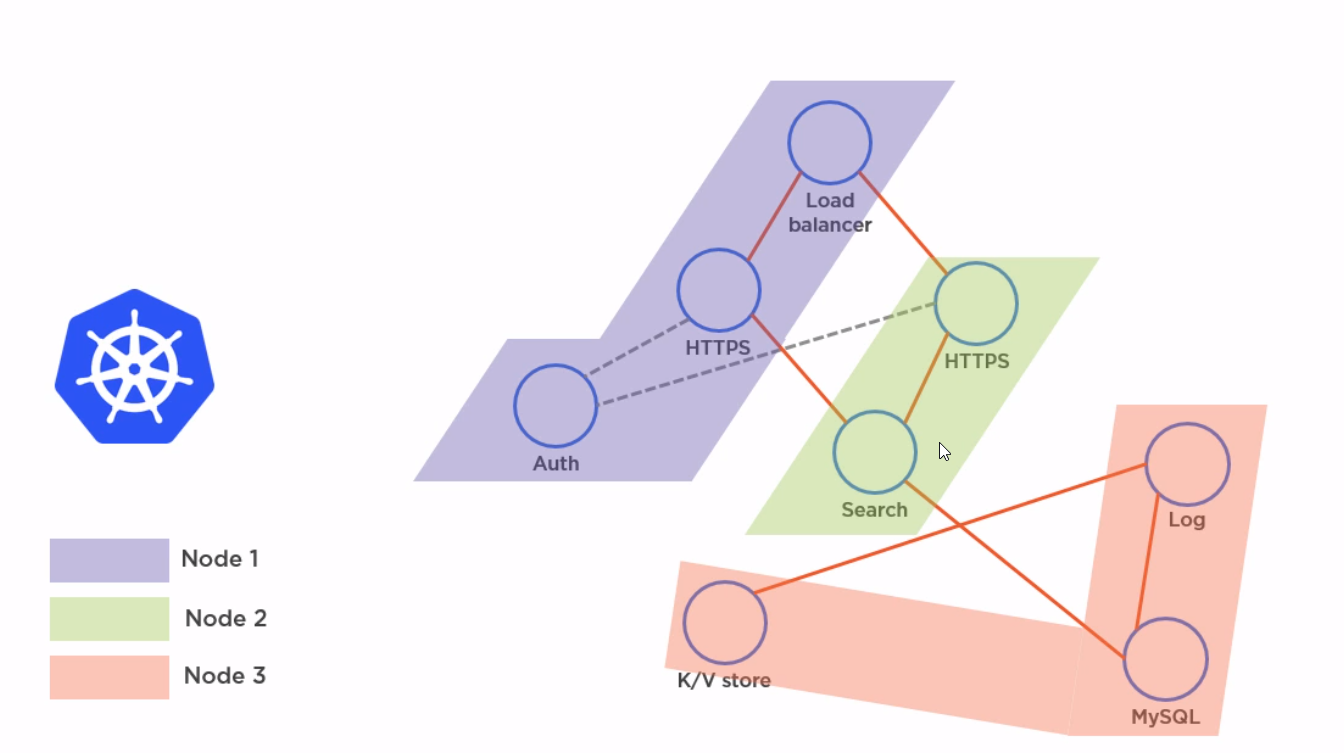 Load
balancer
HTTPS
HTTPS
Auth
Search
Log
K/V store
MySQL
Node 1
Node 2
Node 3